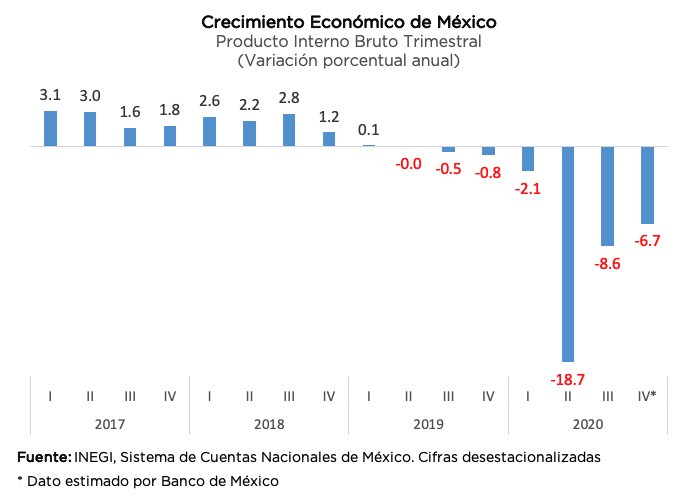 Crecimiento Económico de México
Producto Interno Bruto Trimestral
(Variación porcentual anual)
3.1 3.0 1.6 1.8 2.6 2.2 2.8 1.2 0.1 -0.0 -0.5 -0.8 -2.1 -18.7 -8.6 -6.7
I II III IV I II III IV I II III IV I II III IV*
2017 2018 2019 2020
Fuente: INEGI, Sistema de Cuentas Nacionales de México. Cifras desestacionalizadas
* Dato estimado por Banco de México